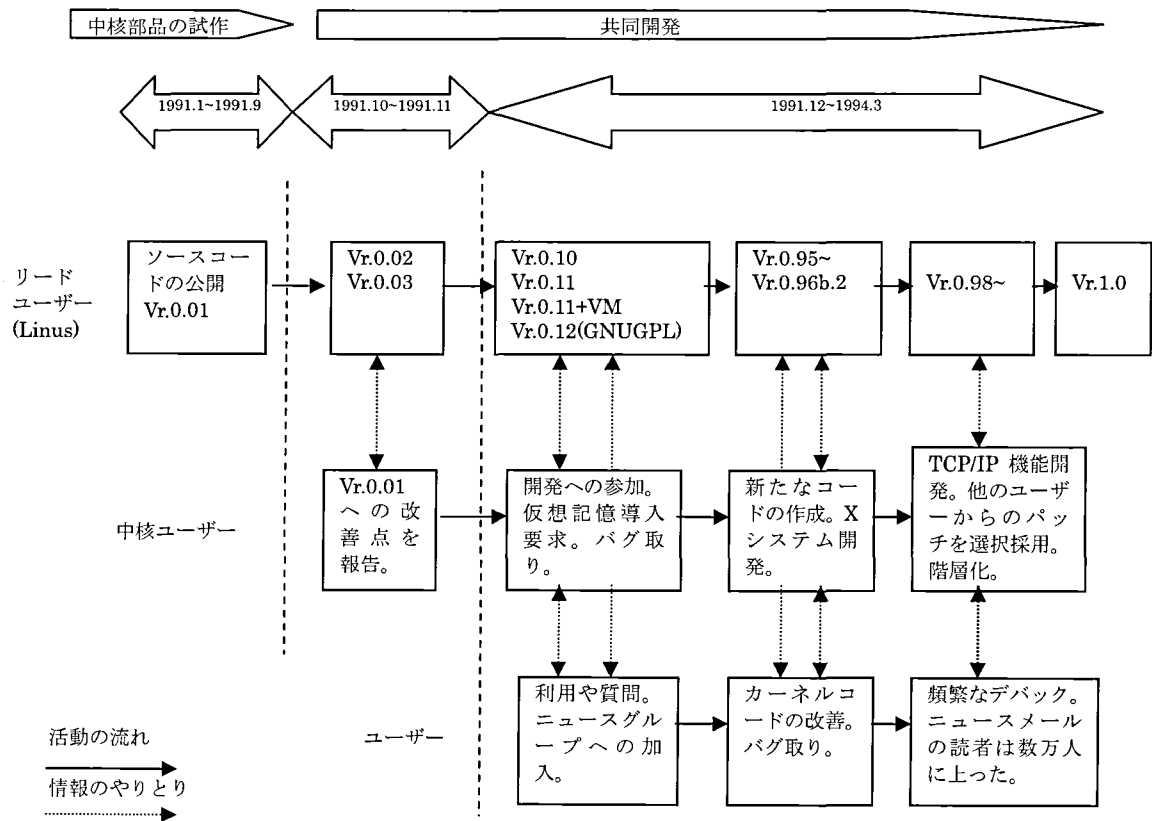 中核部品の試作
共同開発
1991.1~1991.9
1991.10~1991.11
1991.12~1994.3
リード
ユーザー
(Linus)
ソースコー
ドの公開
Vr.0.01
Vr.0.02
Vr.0.03
Vr.0.10
Vr.0.11
Vr.0.11+VM
Vr.0.12(GNUGPL)
Vr.0.95~
Vr.0.96b.2
Vr.0.98~
Vr.1.0
中核ユーザー
Vr.0.01
への改
善点を
報告。
開発への参加。
仮想記憶導入
要求。バグ取
り。
新たなコー
ドの作成。X
システム開
発。
TCP/IP 機能開
発。他のユーザ
ーからのパッ
チを選択採用。
階層化。
ユーザー
利用や質問。
ニュースグル
ープへの加
入。
カーネルコ
ードの改善。
バグ取り。
頻繁なデバック。
ニュースメール
の読者は数万人
に上った。
活動の流れ
情報のやりとり